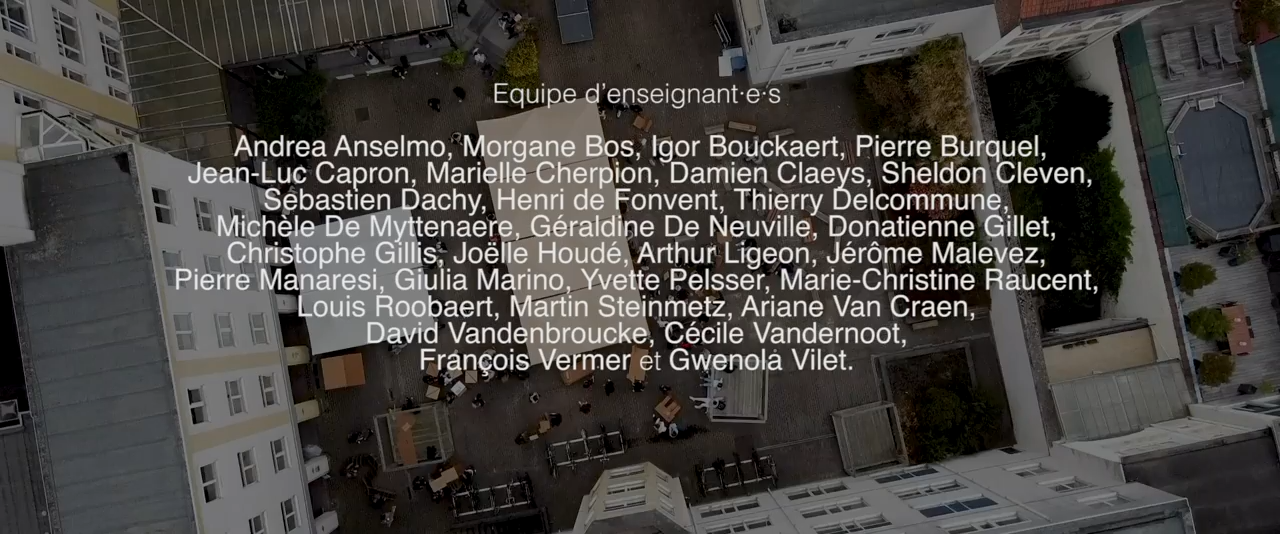 Equipe d'enseignant·e·s
Andrea Anselmo, Morgane Bos, Igor Bouckaert, Pierre Burquel,
Jean-Luc Capron, Marielle Cherpion, Damien Claeys, Sheldon Cleven,
Sébastien Dachy, Henri de Fonvent, Thierry Delcommune,
Michèle De Myttenaere, Géraldine De Neuville, Donatienne Gillet,
Christophe Gillis, Joëlle Houdé, Arthur Ligeon, Jérôme Malevez,
Pierre Manaresi, Giulia Marino, Yvette Pelsser, Marie-Christine Raucent,
Louis Roobaert, Martin Steinmetz, Ariane Van Craen,
David Vandenbroucke, Cécile Vandernoot,
François Vermer et Gwenola Vilet.